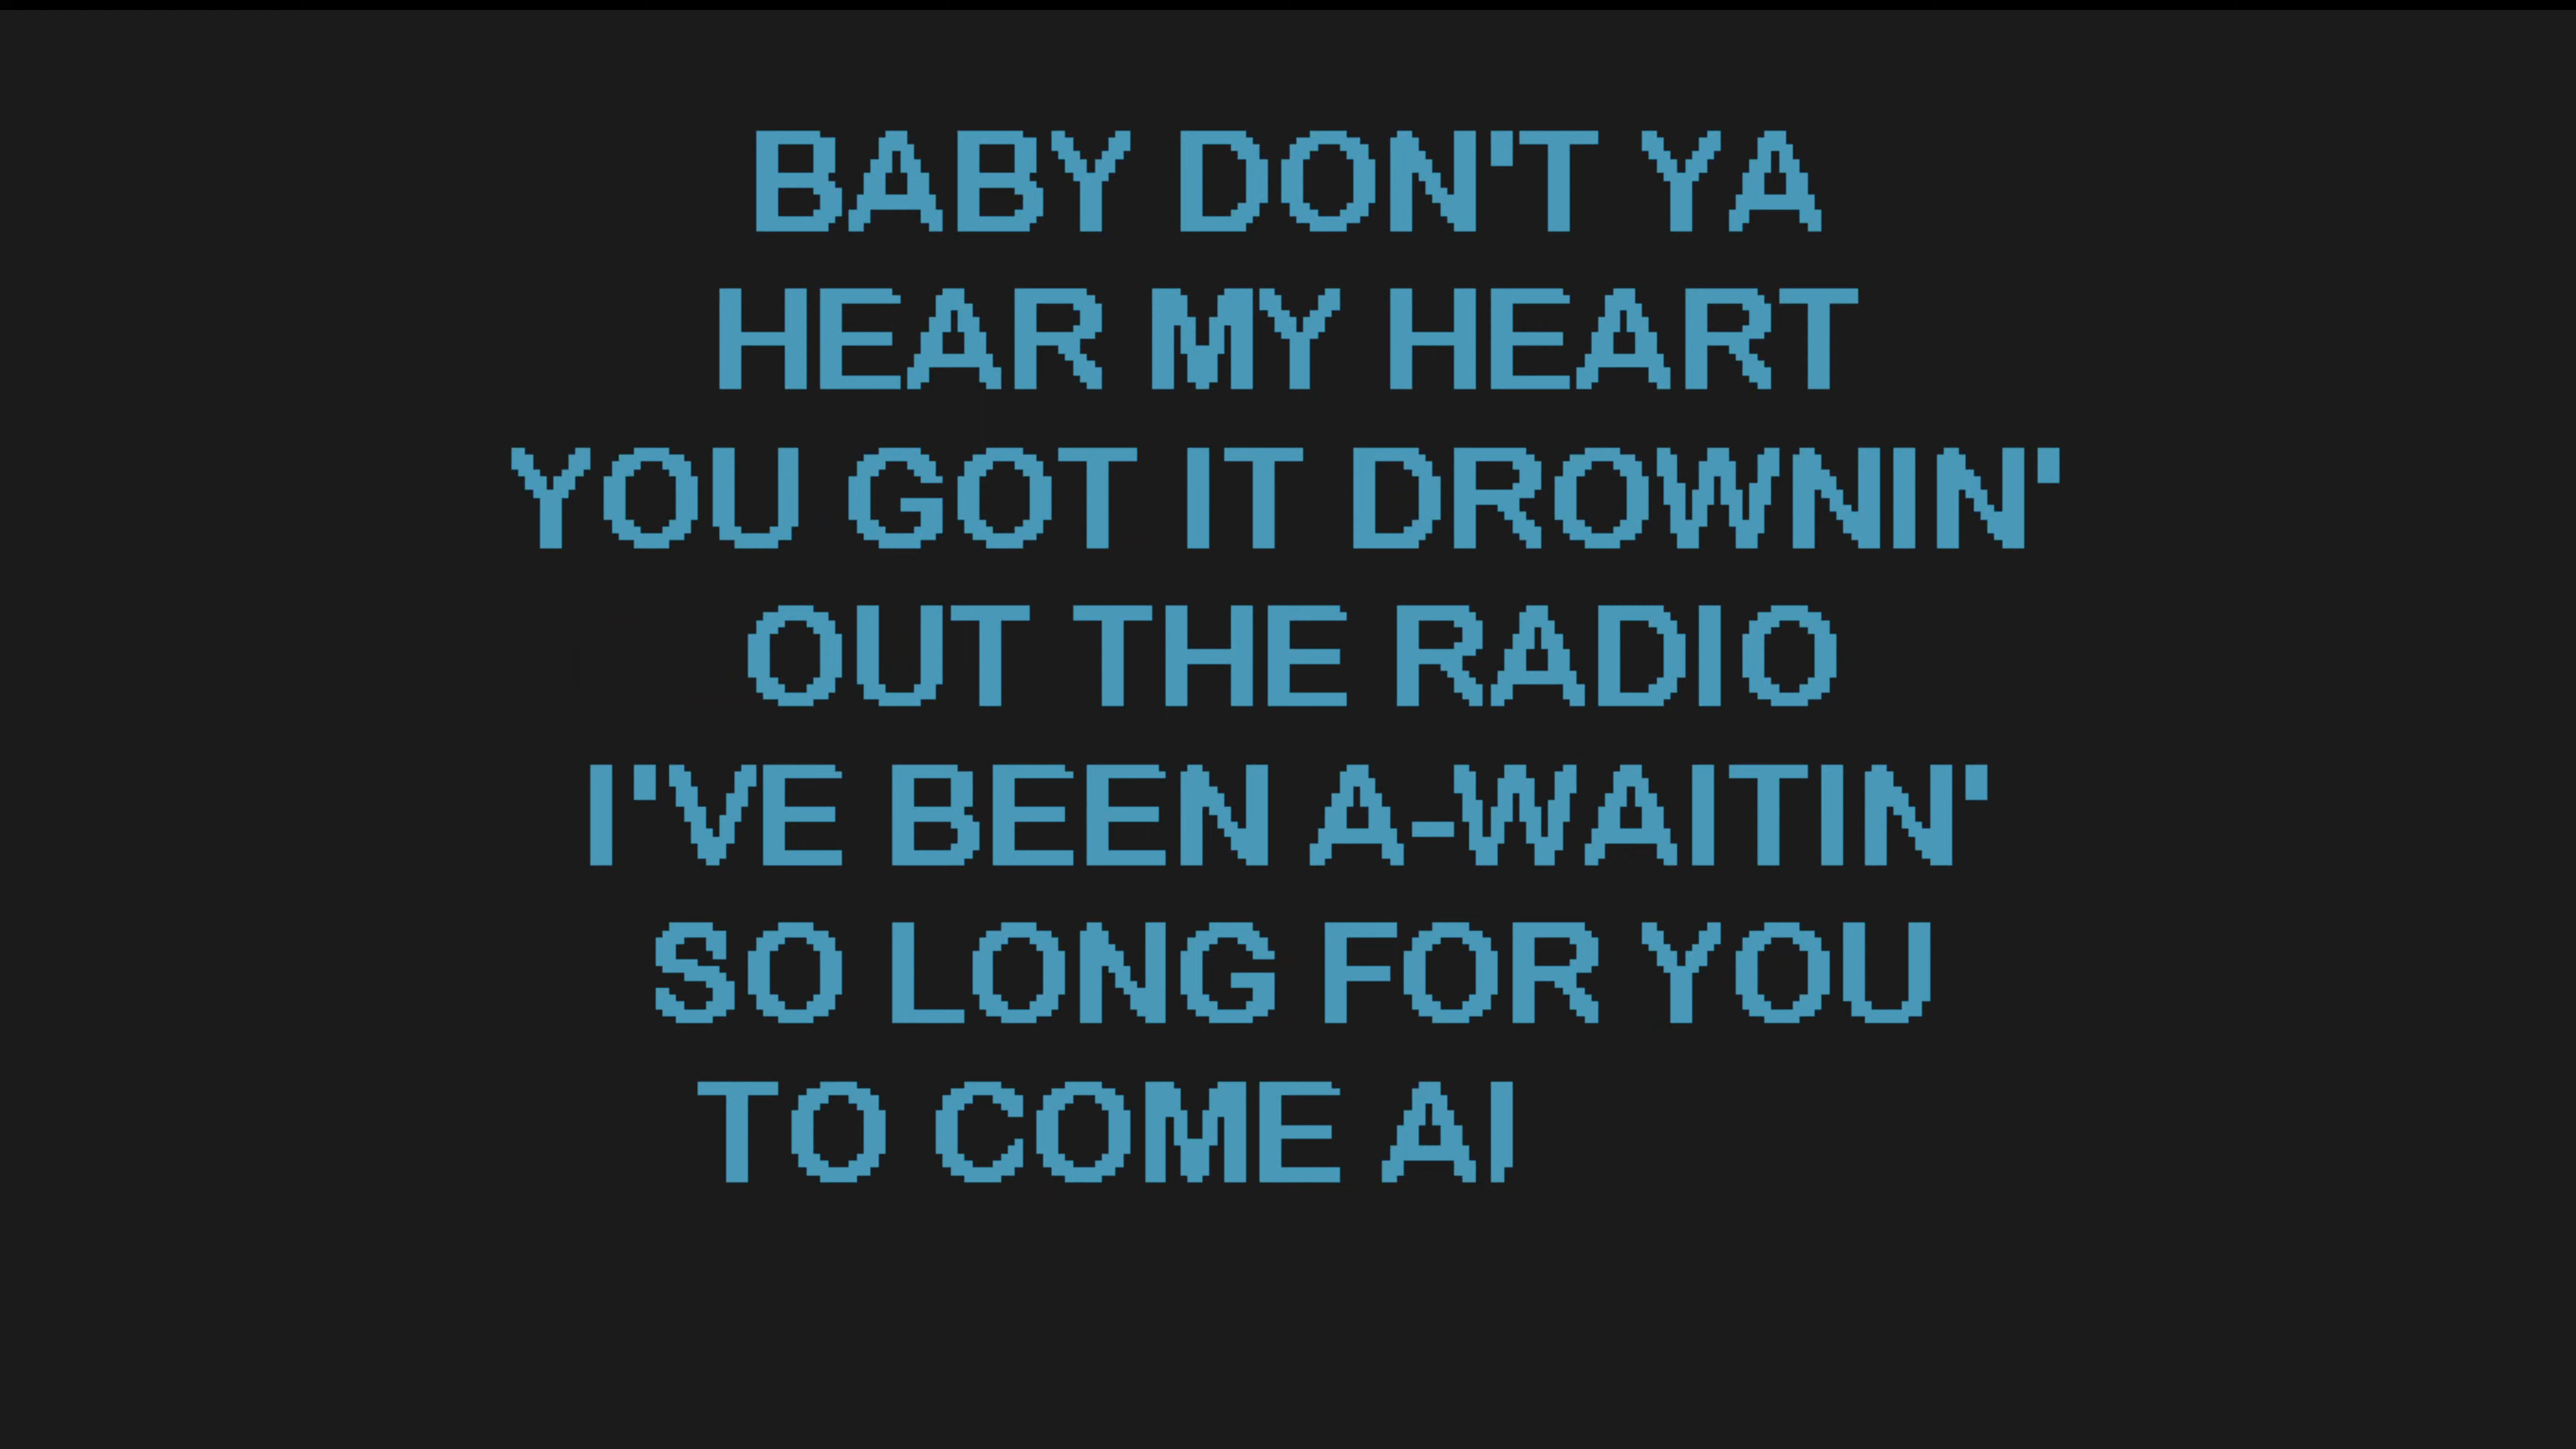 BABY DON'T YA
HEAR MY HEART
YOU GOT IT DROWNIN'
OUT THE RADIO
I'VE BEEN A-WAITIN'
SO LONG FOR YOU
TO COME